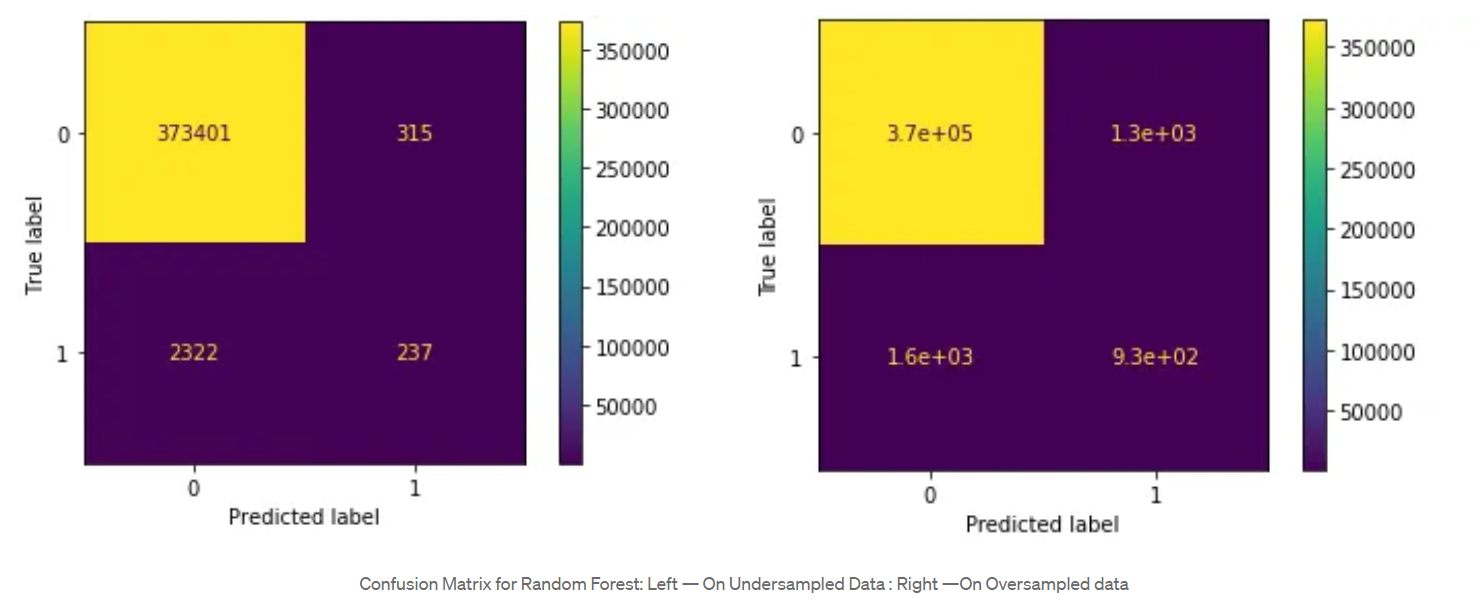 0
373401
315
True label
1
2322
237
0
1
Predicted label
350000
300000
250000
200000
150000
100000
50000
0
3.7e+05
1.3e+03
True label
1
1.6e+03
9.3e+02
0
1
Predicted label
350000
300000
250000
200000
150000
100000
50000
Confusion Matrix for Random Forest: Left — On Undersampled Data : Right —On Oversampled data